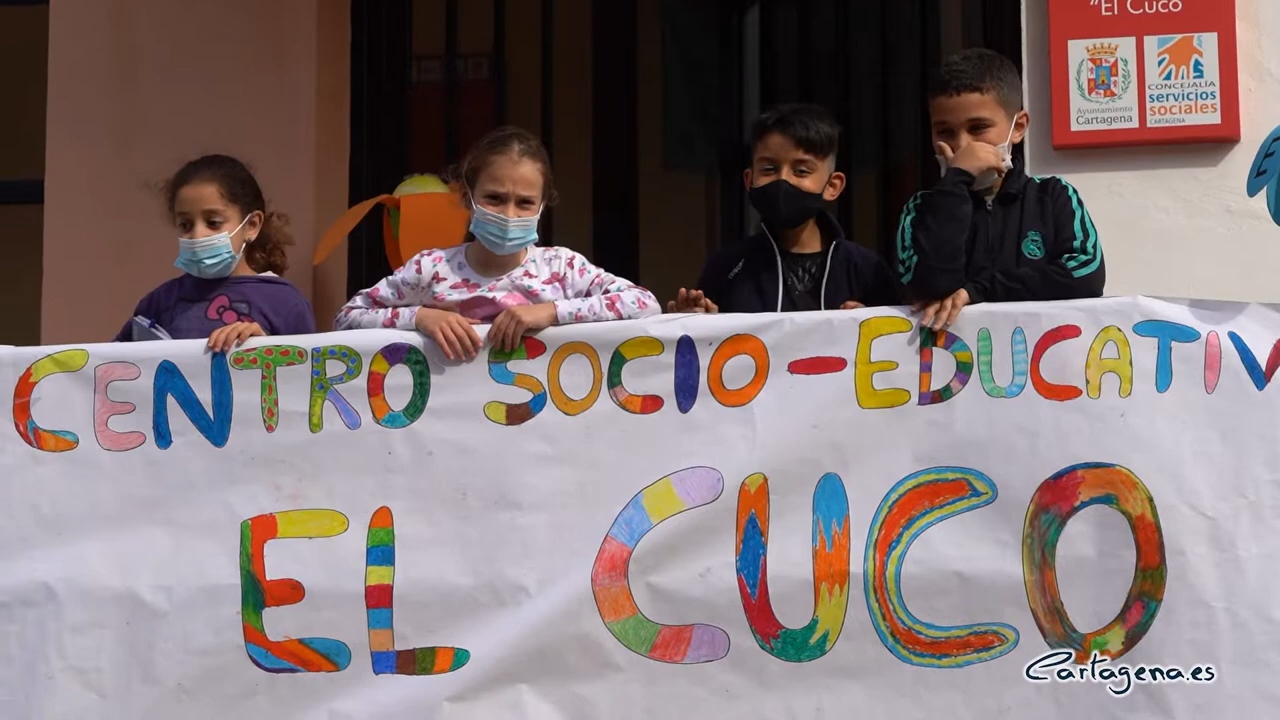 "El Cuco
Ayuntamiento
Cartagena
CONCEJALÍA
servicios
sociales
CARTAGENA
CENTRO SOCIO-EDUCATIV
EL CUCO
Cartagena.es